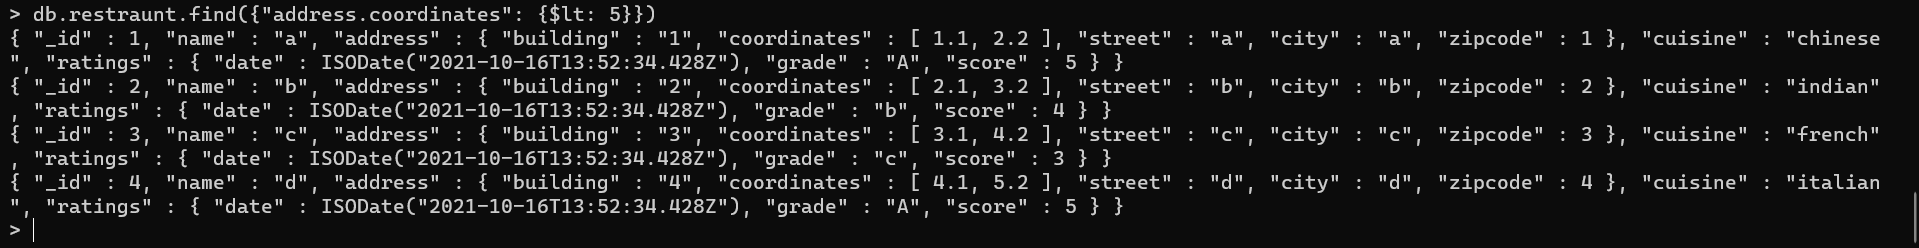 > db.restraunt.find({"address.coordinates": {$lt: 5}})
{ "_id" : 1, "name" : "a", "address" : { "building" : "1", "coordinates" : [ 1.1, 2.2 ], "street" : "a", "city" : "a", "zipcode" : 1 }, "cuisine" : "chinese
", "ratings" : { "date" : ISODate("2021-10-16T13:52:34.428Z"), "grade" : "A", "score" : 5 } }
{ "_id" : 2, "name" : "b", "address" : { "building" : "2", "coordinates" : [ 2.1, 3.2 ], "street" : "b", "city" : "b", "zipcode" : 2 }, "cuisine" : "indian"
, "ratings" : { "date" : ISODate("2021-10-16T13:52:34.428Z"), "grade" : "b", "score" : 4 } }
{ "_id" : 3, "name" : "c", "address" : { "building" : "3", "coordinates" : [ 3.1, 4.2 ], "street" : "c", "city" : "c", "zipcode" : 3 }, "cuisine" : "french"
, "ratings" : { "date" : ISODate("2021-10-16T13:52:34.428Z"), "grade" : "c", "score" : 3 } }
{ "_id" : 4, "name" : "d", "address" : { "building" : "4", "coordinates" : [ 4.1, 5.2 ], "street" : "d", "city" : "d", "zipcode" : 4 }, "cuisine" : "italian
", "ratings" : { "date" : ISODate("2021-10-16T13:52:34.428Z"), "grade" : "A", "score" : 5 } }
>